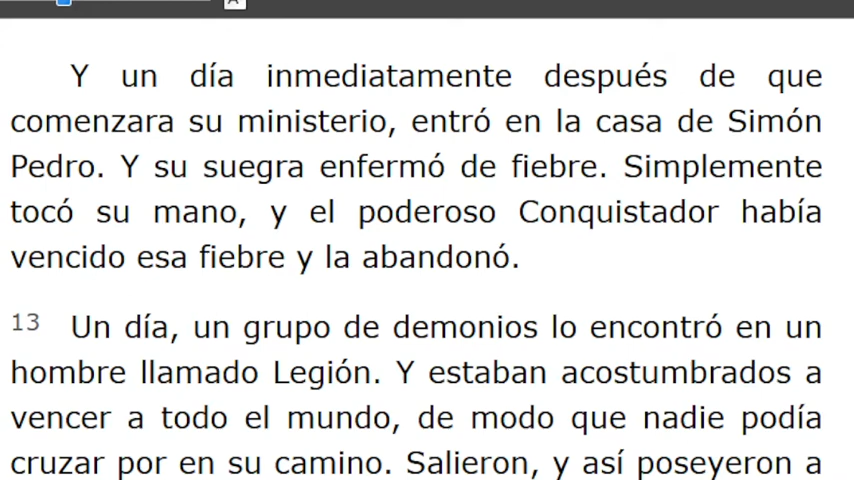 Y un día inmediatamente después de que
comenzara su ministerio, entró en la casa de Simón
Pedro. Y su suegra enfermó de fiebre. Simplemente
tocó su mano, y el poderoso Conquistador había
vencido esa fiebre y la abandonó.
13 Un día, un grupo de demonios lo encontró en un
hombre llamado Legión. Y estaban acostumbrados a
vencer a todo el mundo, de modo que nadie podía
cruzar por en su camino. Salieron, y así poseyeron a